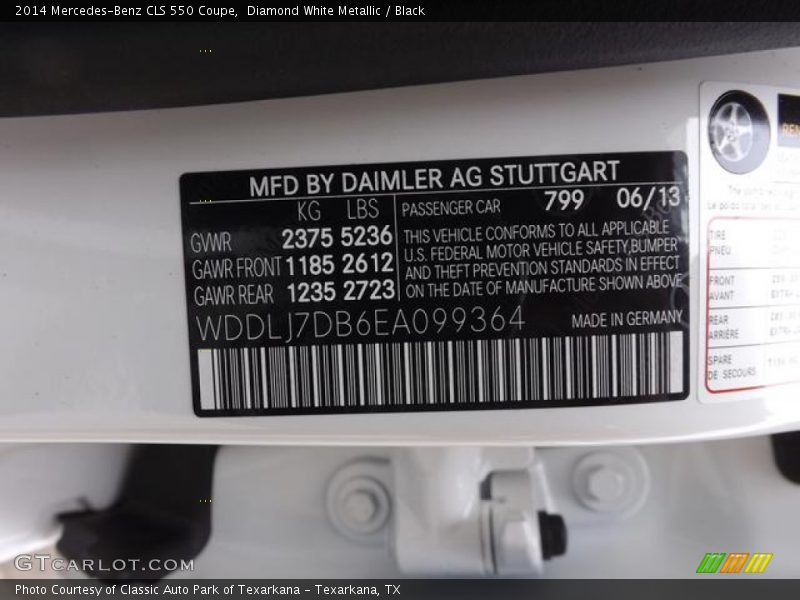 2014 Mercedes-Benz CLS 550 Coupe,  Diamond White Metallic / Black
MFD BY DAIMLER AG STUTTGART
KG LBS
GVWR 2375 5236
GAWR FRONT 1185 2612
GAWR REAR 1235 2723
PASSENGER CAR 799 06/13
THIS VEHICLE CONFORMS TO ALL APPLICABLE
U.S. FEDERAL MOTOR VEHICLE SAFETY,BUMPER
AND THEFT PREVENTION STANDARDS IN EFFECT
ON THE DATE OF MANUFACTURE SHOWN ABOVE
WDDLJ7DB6EA099364 MADE IN GERMANY
TIRE
PNEU
FRONT
AVANT
REAR
ARRIÈRE
SPARE
DE SECOURS
GTCARLOT.COM
Photo Courtesy of Classic Auto Park of Texarkana - Texarkana, TX